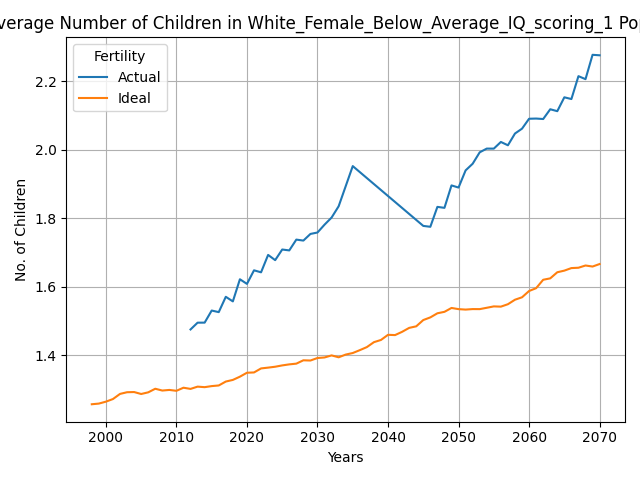 verage Number of Children in White_Female_Below_Average_IQ_scoring_1 Po
Fertility
Actual
Ideal
No. of Children
2.2
2.0
1.8
1.6
1.4
2000 2010 2020 2030 2040 2050 2060 2070
Years